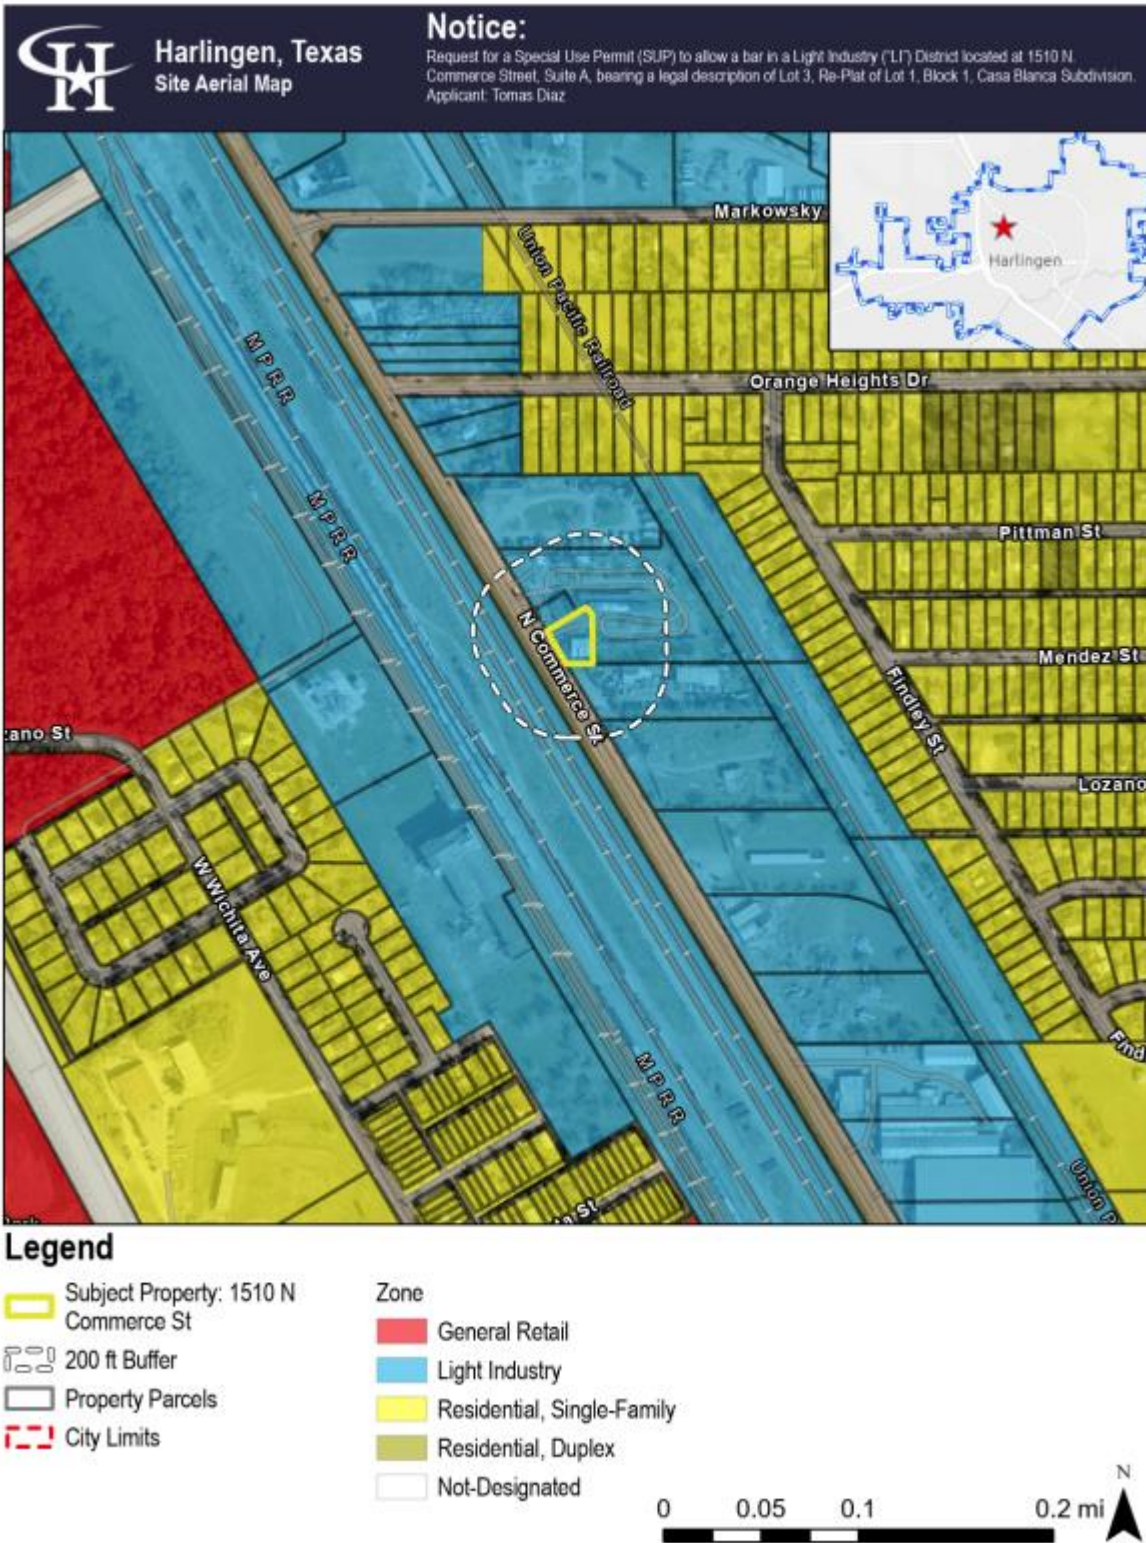 Harlingen, Texas
Site Aerial Map
Notice:
Request for a Special Use Permit (SUP) to allow a bar in a Light Industry ("LI") District located at 1510 N.
Commerce Street, Suite A, bearing a legal description of Lot 3, Re-Plat of Lot 1, Block 1, Casa Blanca Subdivision.
Applicant: Tomas Diaz
Markowsky
Harlingen
Union Pacific Railroad
M P R R
Orange Heights Dr
M P R R
Pittman St
N Commerce St
Mendez St
Findley St
zano St
Lozano
W Wichita Ave
Find
M P R R
Union P
ta St
Legend
Subject Property: 1510 N
Commerce St
200 ft Buffer
Property Parcels
City Limits
Zone
General Retail
Light Industry
Residential, Single-Family
Residential, Duplex
Not-Designated
N
0 0.05 0.1 0.2 mi